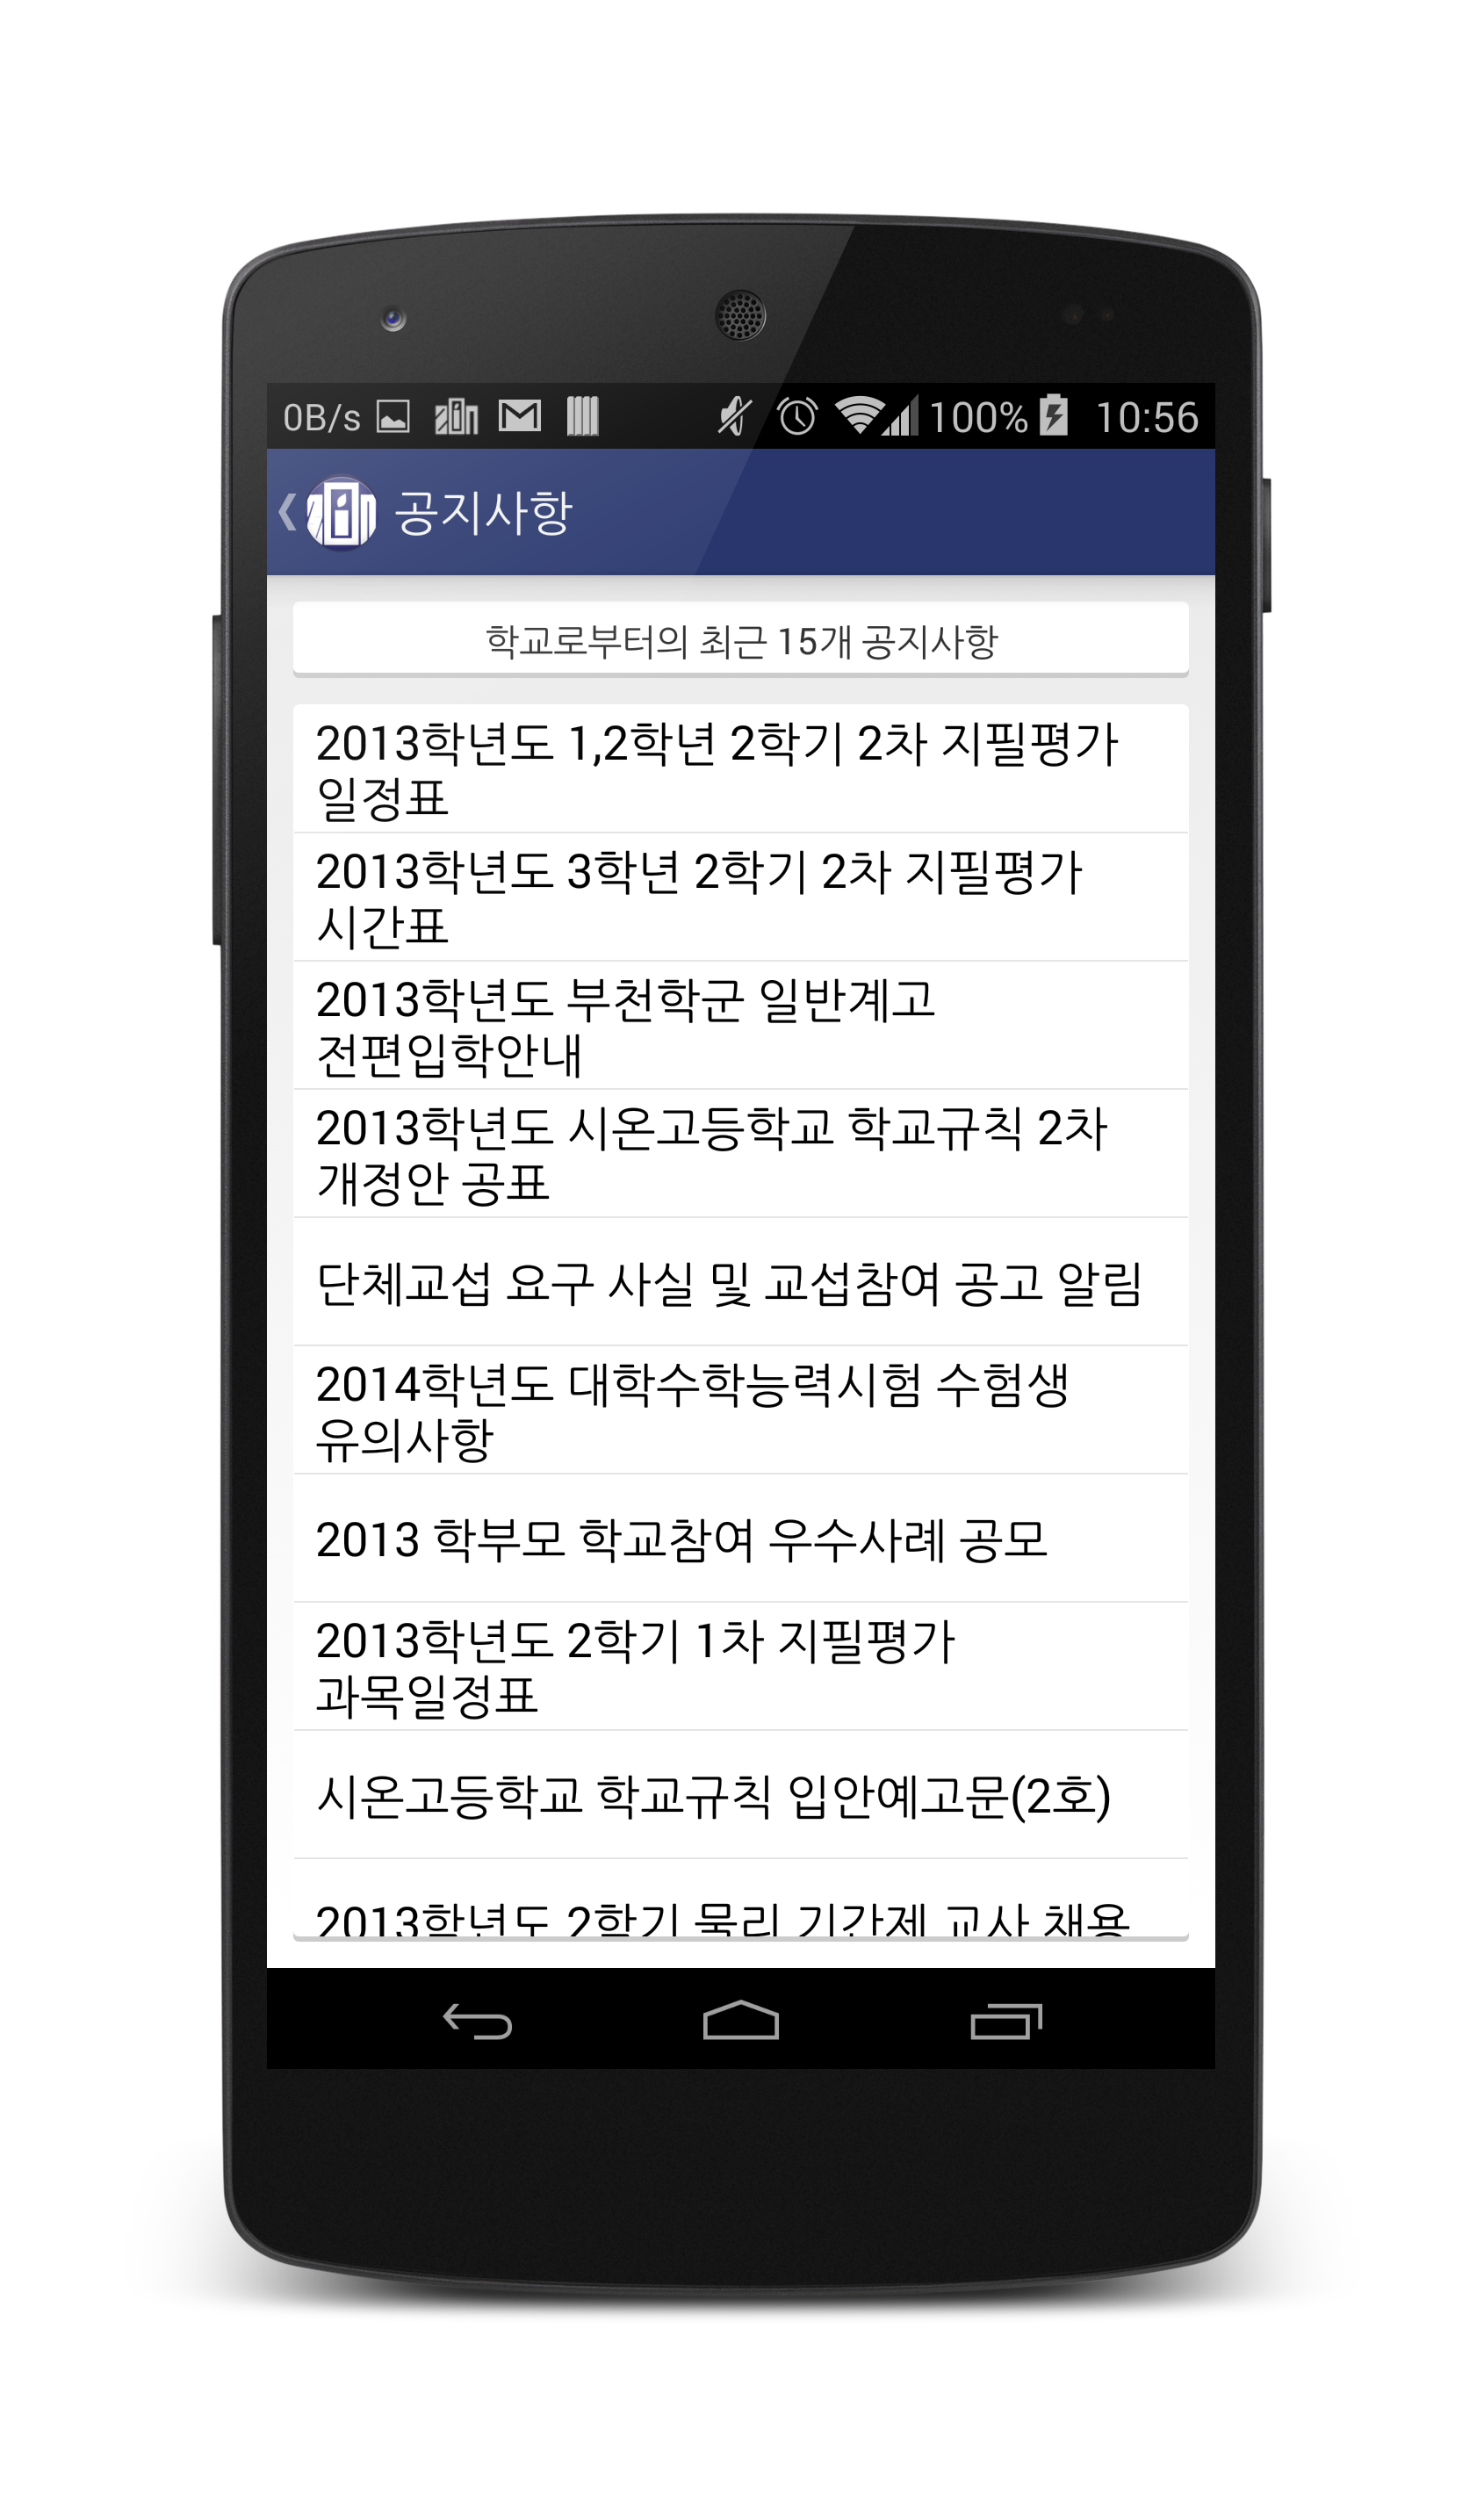 0B/s 100% 10:56
공지사항
학교로부터의 최근 15개 공지사항
2013학년도 1,2학년 2학기 2차 지필평가
일정표
2013학년도 3학년 2학기 2차 지필평가
시간표
2013학년도 부천학군 일반계고
전편입학안내
2013학년도 시온고등학교 학교규칙 2차
개정안 공표
단체교섭 요구 사실 및 교섭참여 공고 알림
2014학년도 대학수학능력시험 수험생
유의사항
2013 학부모 학교참여 우수사례 공모
2013학년도 2학기 1차 지필평가
과목일정표
시온고등학교 학교규칙 입안예고문(2호)
2013학년도 2학기 물리 기간제 교사 채용